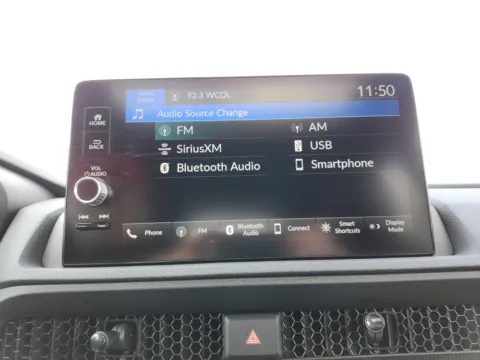 92.3 WCOL
11:50
Audio Source Change
HOME
FM
AM
BACK
SiriusXM
USB
VOL
AUDIO
Bluetooth Audio
Smartphone
Phone
FM
Bluetooth
Audio
Connect
Smart
Shortcuts
Display
Mode